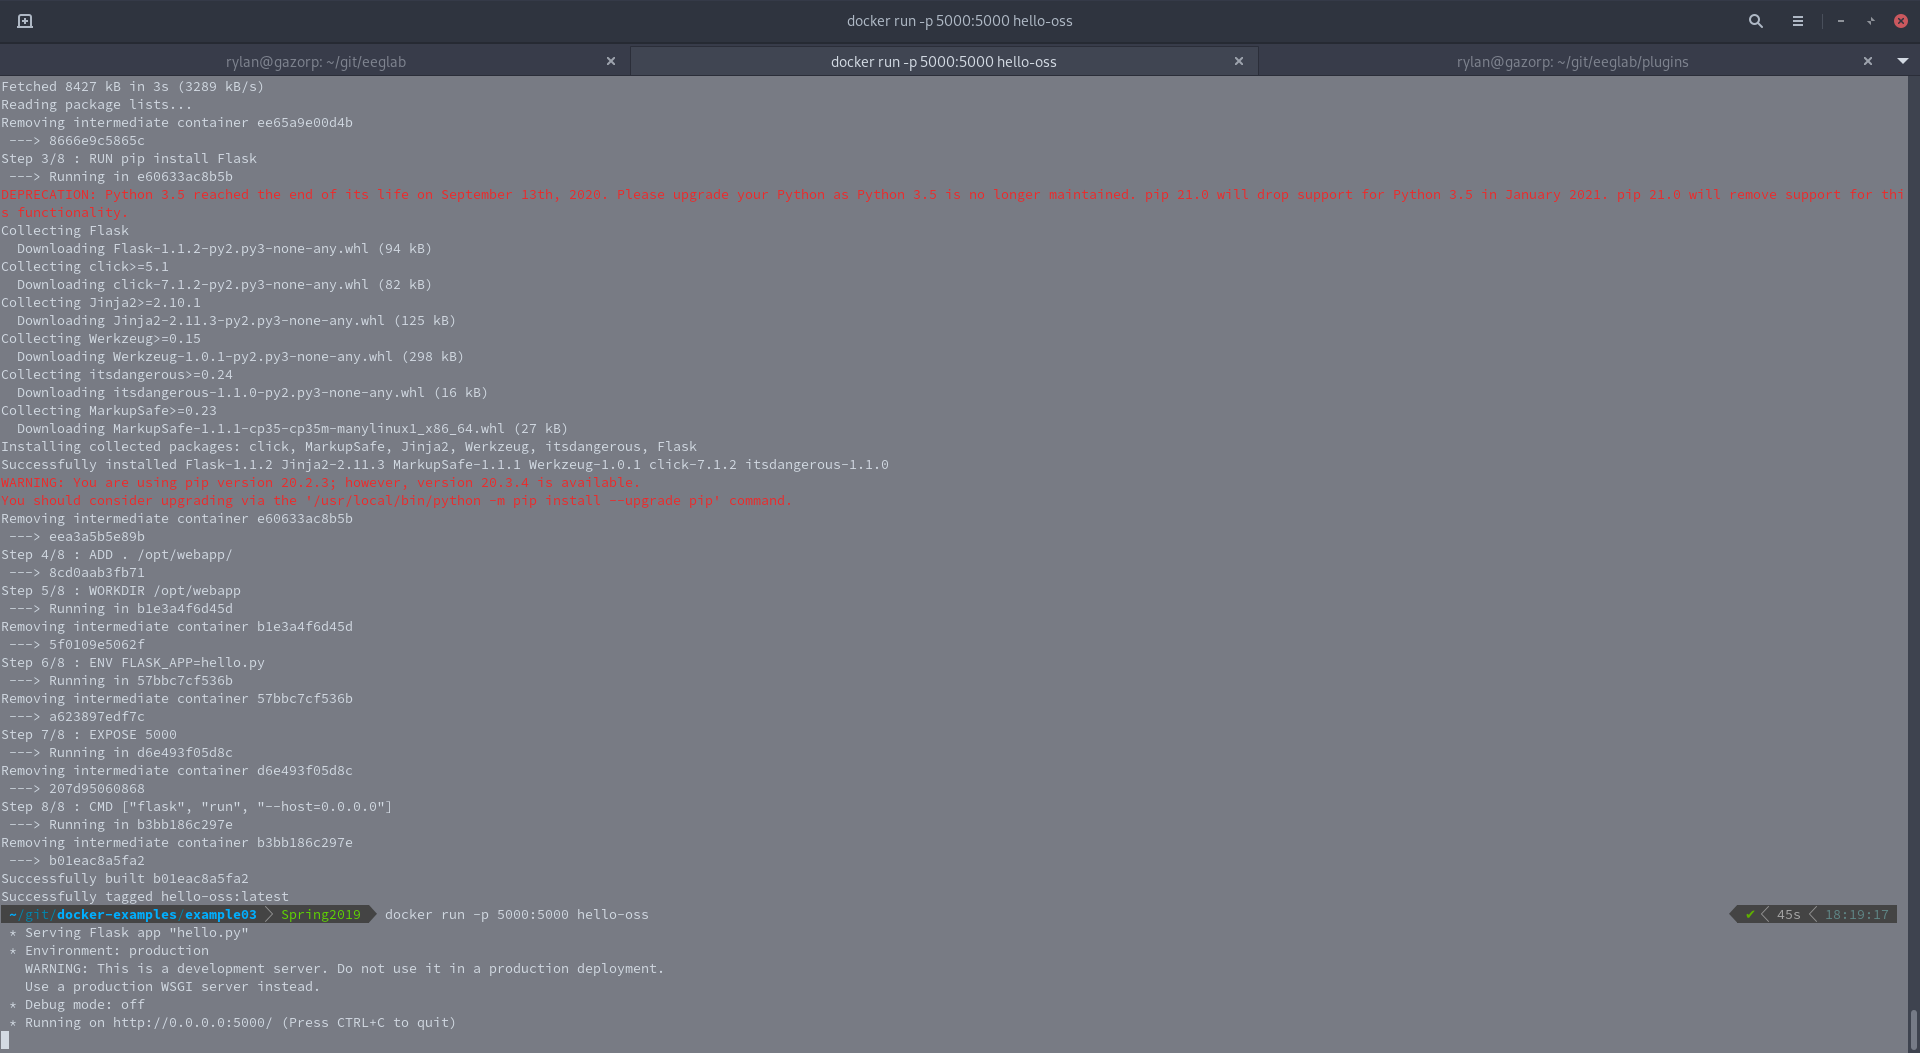 docker run -p 5000:5000 hello-oss
rylan@gazorp: ~/git/eeglab
docker run -p 5000:5000 hello-oss
rylan@gazorp: ~/git/eeglab/plugins
Fetched 8427 kB in 3s (3289 kB/s)
Reading package lists...
Removing intermediate container ee65a9e00d4b
 ---> 8666e9c5865c
Step 3/8 : RUN pip install Flask
 ---> Running in e60633ac8b5b
DEPRECATION: Python 3.5 reached the end of its life on September 13th, 2020. Please upgrade your Python as Python 3.5 is no longer maintained. pip 21.0 will drop support for Python 3.5 in January 2021. pip 21.0 will remove support for thi
s functionality.
Collecting Flask
  Downloading Flask-1.1.2-py2.py3-none-any.whl (94 kB)
Collecting click>=5.1
  Downloading click-7.1.2-py2.py3-none-any.whl (82 kB)
Collecting Jinja2>=2.10.1
  Downloading Jinja2-2.11.3-py2.py3-none-any.whl (125 kB)
Collecting Werkzeug>=0.15
  Downloading Werkzeug-1.0.1-py2.py3-none-any.whl (298 kB)
Collecting itsdangerous>=0.24
  Downloading itsdangerous-1.1.0-py2.py3-none-any.whl (16 kB)
Collecting MarkupSafe>=0.23
  Downloading MarkupSafe-1.1.1-cp35-cp35m-manylinux1_x86_64.whl (27 kB)
Installing collected packages: click, MarkupSafe, Jinja2, Werkzeug, itsdangerous, Flask
Successfully installed Flask-1.1.2 Jinja2-2.11.3 MarkupSafe-1.1.1 Werkzeug-1.0.1 click-7.1.2 itsdangerous-1.1.0
WARNING: You are using pip version 20.2.3; however, version 20.3.4 is available.
You should consider upgrading via the '/usr/local/bin/python -m pip install --upgrade pip' command.
Removing intermediate container e60633ac8b5b
 ---> eea3a5b5e89b
Step 4/8 : ADD . /opt/webapp/
 ---> 8cd0aab3fb71
Step 5/8 : WORKDIR /opt/webapp
 ---> Running in b1e3a4f6d45d
Removing intermediate container b1e3a4f6d45d
 ---> 5f0109e5062f
Step 6/8 : ENV FLASK_APP=hello.py
 ---> Running in 57bbc7cf536b
Removing intermediate container 57bbc7cf536b
 ---> a623897edf7c
Step 7/8 : EXPOSE 5000
 ---> Running in d6e493f05d8c
Removing intermediate container d6e493f05d8c
 ---> 207d95060868
Step 8/8 : CMD ["flask", "run", "--host=0.0.0.0"]
 ---> Running in b3bb186c297e
Removing intermediate container b3bb186c297e
 ---> b01eac8a5fa2
Successfully built b01eac8a5fa2
Successfully tagged hello-oss:latest
~/git/docker-examples/example03 Spring2019 docker run -p 5000:5000 hello-oss ✔ 45s 18:19:17
 * Serving Flask app "hello.py"
 * Environment: production
   WARNING: This is a development server. Do not use it in a production deployment.
   Use a production WSGI server instead.
 * Debug mode: off
 * Running on http://0.0.0.0:5000/ (Press CTRL+C to quit)